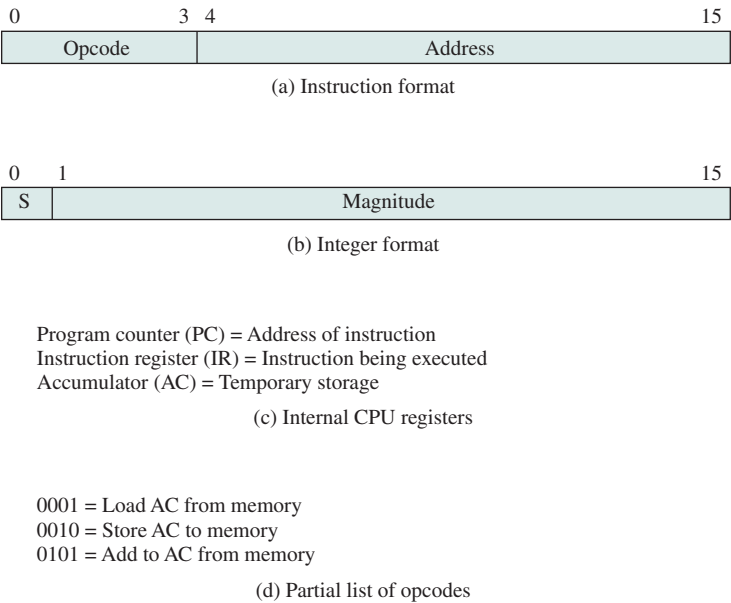 0 3 4 15
Opcode Address
(a) Instruction format
0 1 15
S Magnitude
(b) Integer format
Program counter (PC) = Address of instruction
Instruction register (IR) = Instruction being executed
Accumulator (AC) = Temporary storage
(c) Internal CPU registers
0001 = Load AC from memory
0010 = Store AC to memory
0101 = Add to AC from memory
(d) Partial list of opcodes